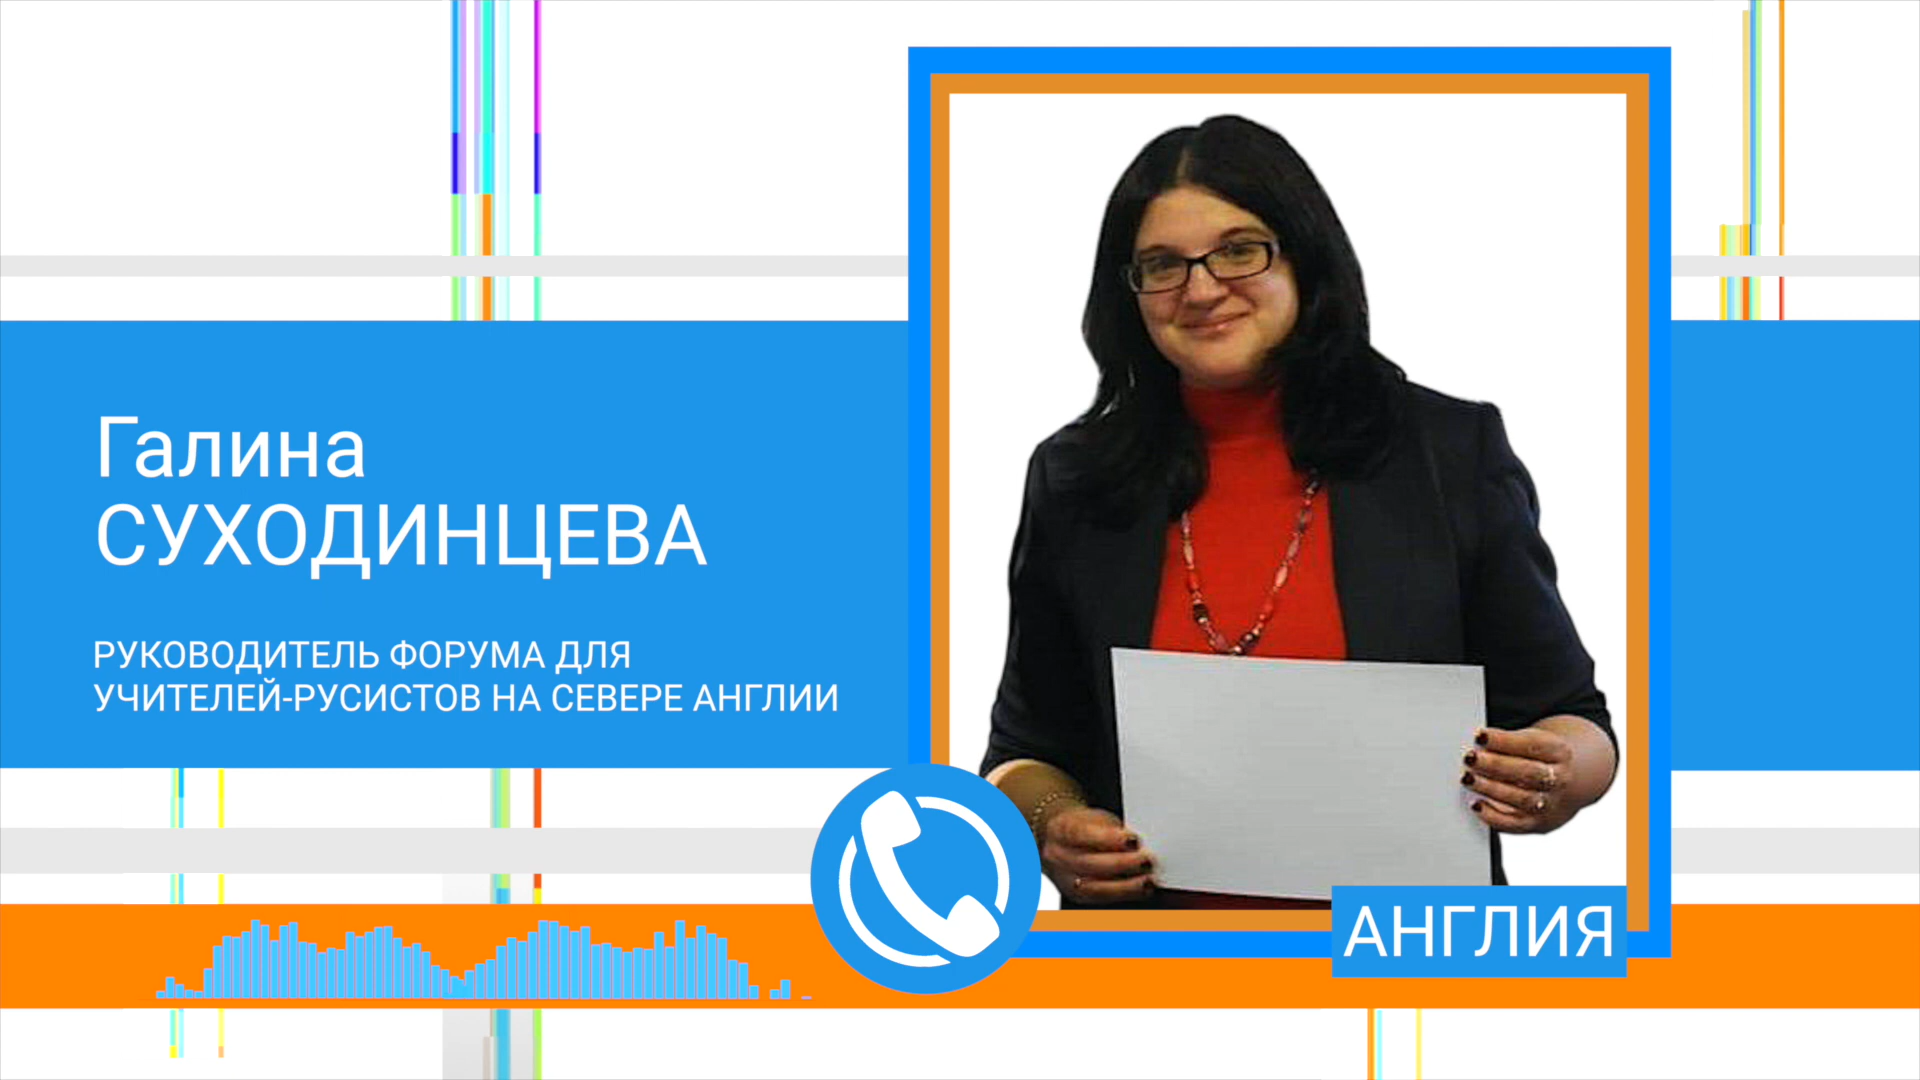 Галина
СУХОДИНЦЕВА
РУКОВОДИТЕЛЬ ФОРУМА ДЛЯ
УЧИТЕЛЕЙ-РУСИСТОВ НА СЕВЕРЕ АНГЛИИ
АНГЛИЯ